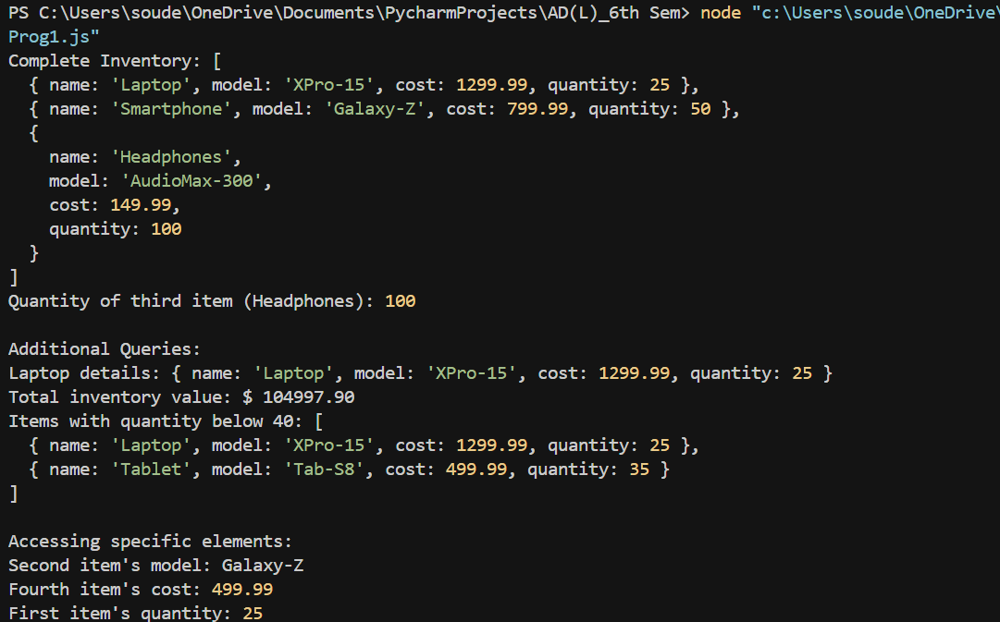 PS C:\Users\soude\OneDrive\Documents\PycharmProjects\AD(L)_6th Sem> node "c:\Users\soude\OneDrive\
Prog1.js"
Complete Inventory: [
  { name: 'Laptop', model: 'XPro-15', cost: 1299.99, quantity: 25 },
  { name: 'Smartphone', model: 'Galaxy-Z', cost: 799.99, quantity: 50 },
  {
    name: 'Headphones',
    model: 'AudioMax-300',
    cost: 149.99,
    quantity: 100
  }
]
Quantity of third item (Headphones): 100

Additional Queries:
Laptop details: { name: 'Laptop', model: 'XPro-15', cost: 1299.99, quantity: 25 }
Total inventory value: $ 104997.90
Items with quantity below 40: [
  { name: 'Laptop', model: 'XPro-15', cost: 1299.99, quantity: 25 },
  { name: 'Tablet', model: 'Tab-S8', cost: 499.99, quantity: 35 }
]

Accessing specific elements:
Second item's model: Galaxy-Z
Fourth item's cost: 499.99
First item's quantity: 25